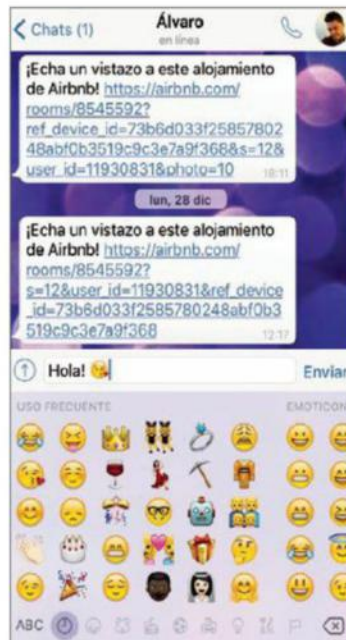 Chats (1)
Álvaro
en línea
¡Echa un vistazo a este alojamiento
de Airbnb! https://airbnb.com/
rooms/8545592?
ref_device_id=73b6d033f25857802
48abf0b3519c9c3e7a9f368&s=12&
user_id=11930831&photo=10
18:11
lun, 28 dic
¡Echa un vistazo a este alojamiento
de Airbnb! https://airbnb.com/
rooms/8545592?
s=12&user_id=11930831&ref_device
_id=73b6d033f2585780248abf0b3
519c9c3e7a9f368
12:17
Hola! 😘
Enviar
USO FRECUENTE
EMOTICON
ABC